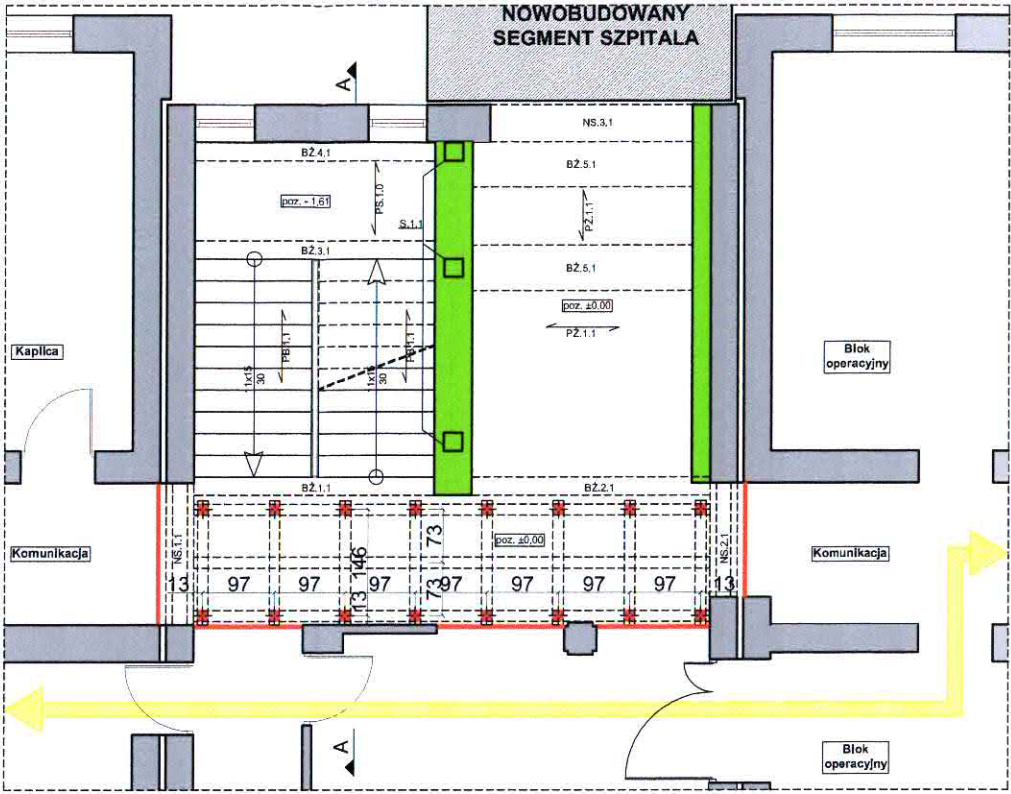 NOWOBUDOWANY
SEGMENT SZPITALA
A
NS.3,1
BŻ.4,1
BŻ.5.1
poz. - 1,61
PS.1.0
S.1.1
PŻ.1.1
BŻ.3,1
BŻ.5,1
poz. ±0,00
PŻ.1.1
Kaplica
11x15
30
PB.1.1
PB.1.1
11x15
30
Blok
operacyjny
BŻ.1.1
BŻ.2,1
Komunikacja
NS.1.1
poz. ±0,00
NS.2.1
Komunikacja
146
73
13
97
97
97
97
97
97
97
13
13
73
A
Blok
operacyjny